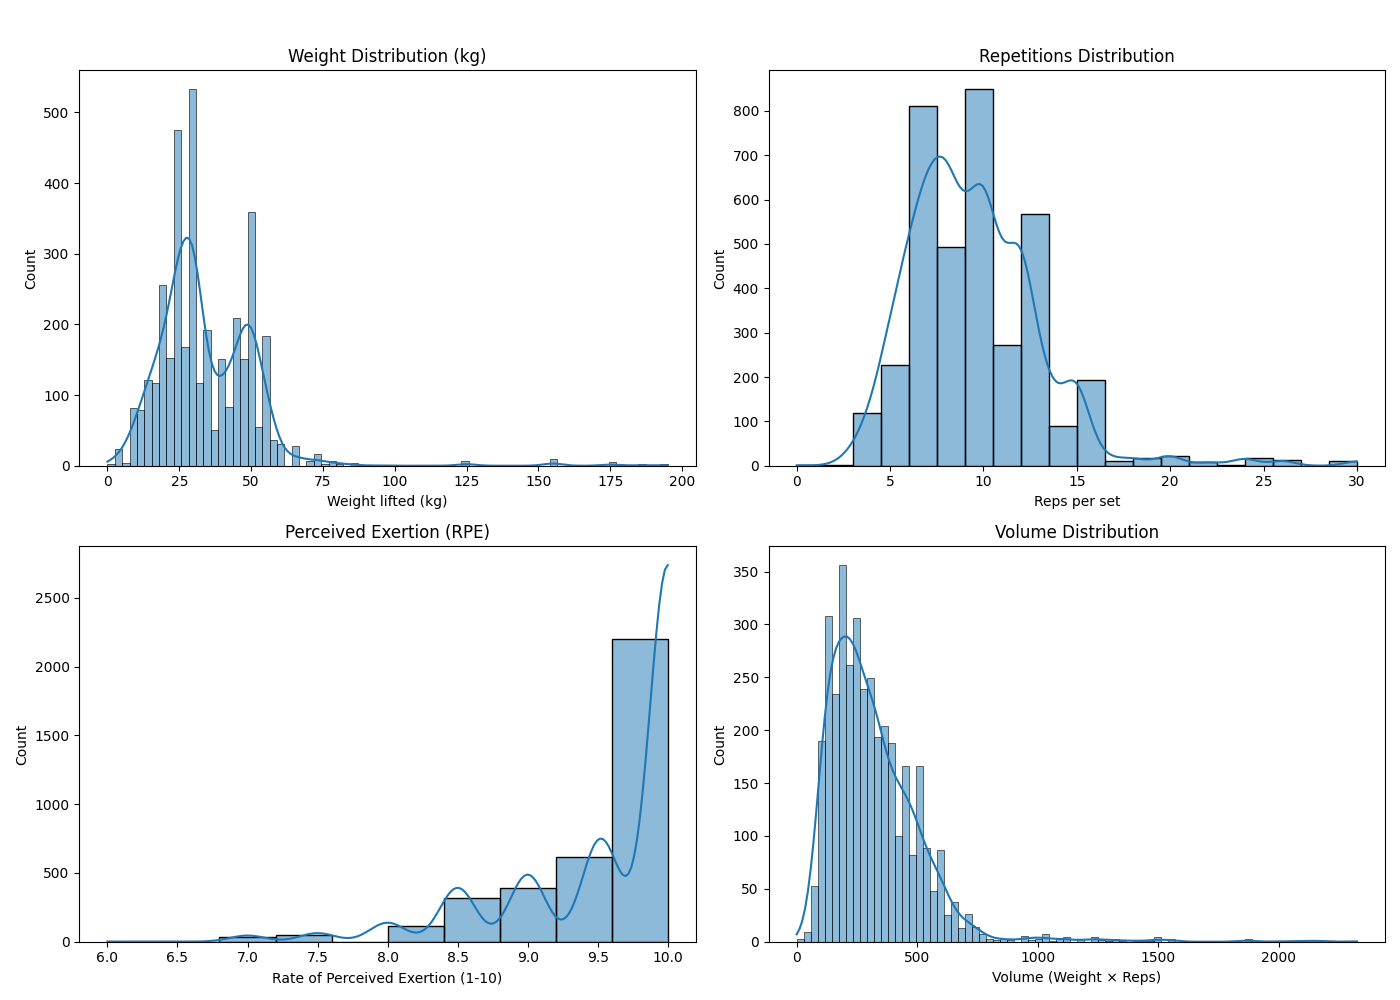 Weight Distribution (kg)
500
400
300
200
100
0
Count
0 25 50 75 100 125 150 175 200
Weight lifted (kg)
Repetitions Distribution
800
700
600
500
400
300
200
100
0
Count
0 5 10 15 20 25 30
Reps per set
Perceived Exertion (RPE)
2500
2000
1500
1000
500
0
Count
6.0 6.5 7.0 7.5 8.0 8.5 9.0 9.5 10.0
Rate of Perceived Exertion (1-10)
Volume Distribution
350
300
250
200
150
100
50
0
Count
0 500 1000 1500 2000
Volume (Weight × Reps)